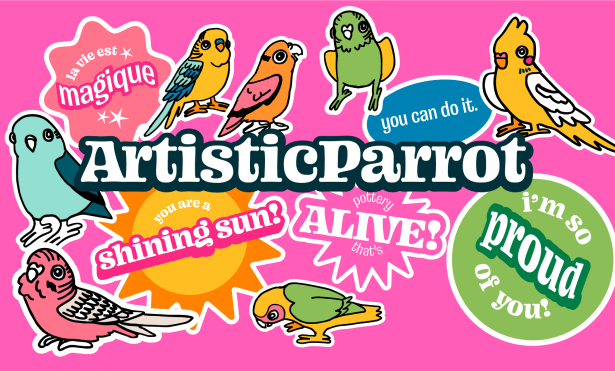 la vie est
magique
you can do it.
ArtisticParrot
you are a
shining sun!
pottery
ALIVE!
that's
i'm so
proud
of you!